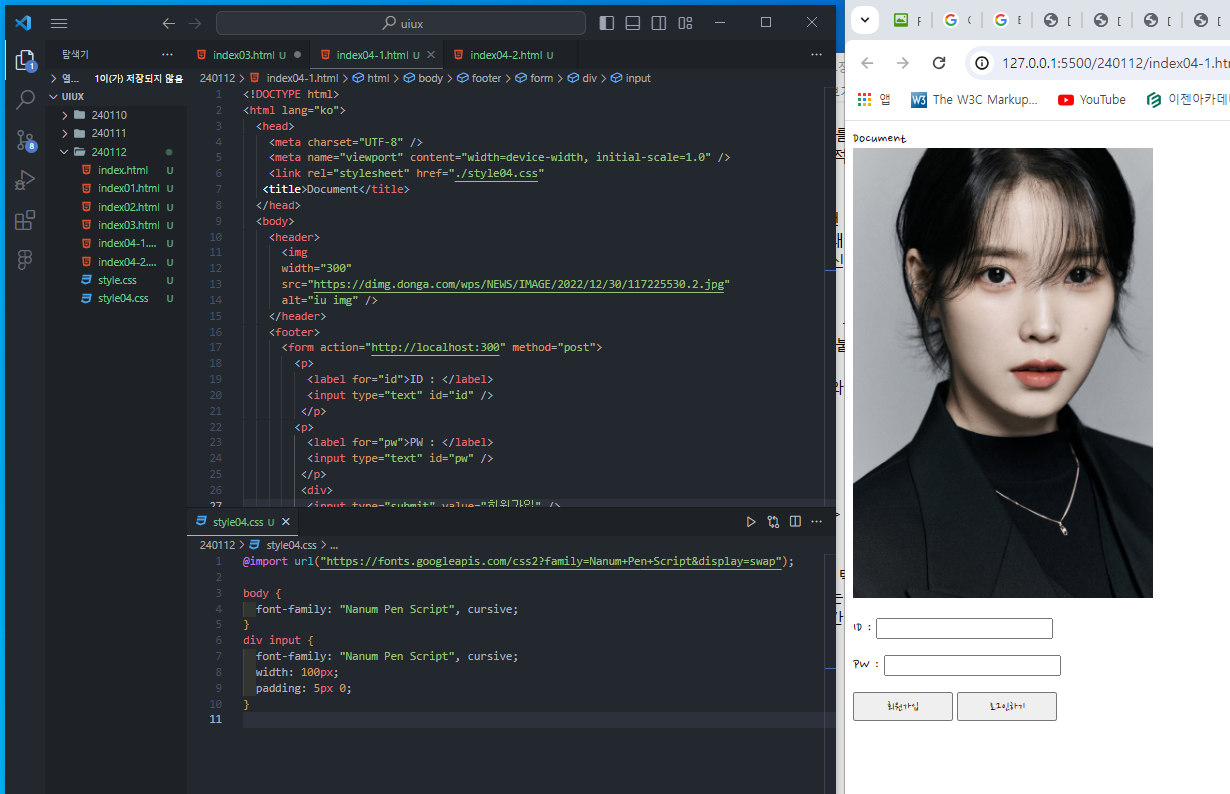 uiux
탐색기
index03.html U
index04-1.html U
index04-2.html U
열... 1이(가) 저장되지 않음
UIUX
240110
240111
240112
index.html U
index01.html U
index02.html U
index03.html U
index04-1.... U
index04-2.... U
style.css U
style04.css U
1
8
240112 > index04-1.html > html > body > footer > form > div > input
1 <!DOCTYPE html>
2 <html lang="ko">
3 <head>
4 <meta charset="UTF-8" />
5 <meta name="viewport" content="width=device-width, initial-scale=1.0" />
6 <link rel="stylesheet" href="./style04.css"
7 <title>Document</title>
8 </head>
9 <body>
10 <header>
11 <img
12 width="300"
13 src="https://dimg.donga.com/wps/NEWS/IMAGE/2022/12/30/117225530.2.jpg"
14 alt="iu img" />
15 </header>
16 <footer>
17 <form action="http://localhost:300" method="post">
18 <p>
19 <label for="id">ID : </label>
20 <input type="text" id="id" />
21 </p>
22 <p>
23 <label for="pw">PW : </label>
24 <input type="text" id="pw" />
25 </p>
26 <div>
27 <input type="submit" value="회원가입" />
style04.css U
240112 > style04.css > ...
1 @import url("https://fonts.googleapis.com/css2?family=Nanum+Pen+Script&display=swap");
2
3 body {
4 font-family: "Nanum Pen Script", cursive;
5 }
6 div input {
7 font-family: "Nanum Pen Script", cursive;
8 width: 100px;
9 padding: 5px 0;
10 }
11
127.0.0.1:5500/240112/index04-1.htm
앱
The W3C Markup...
YouTube
이젠아카데
Document
ID :
PW :
회원가입 로그인하기